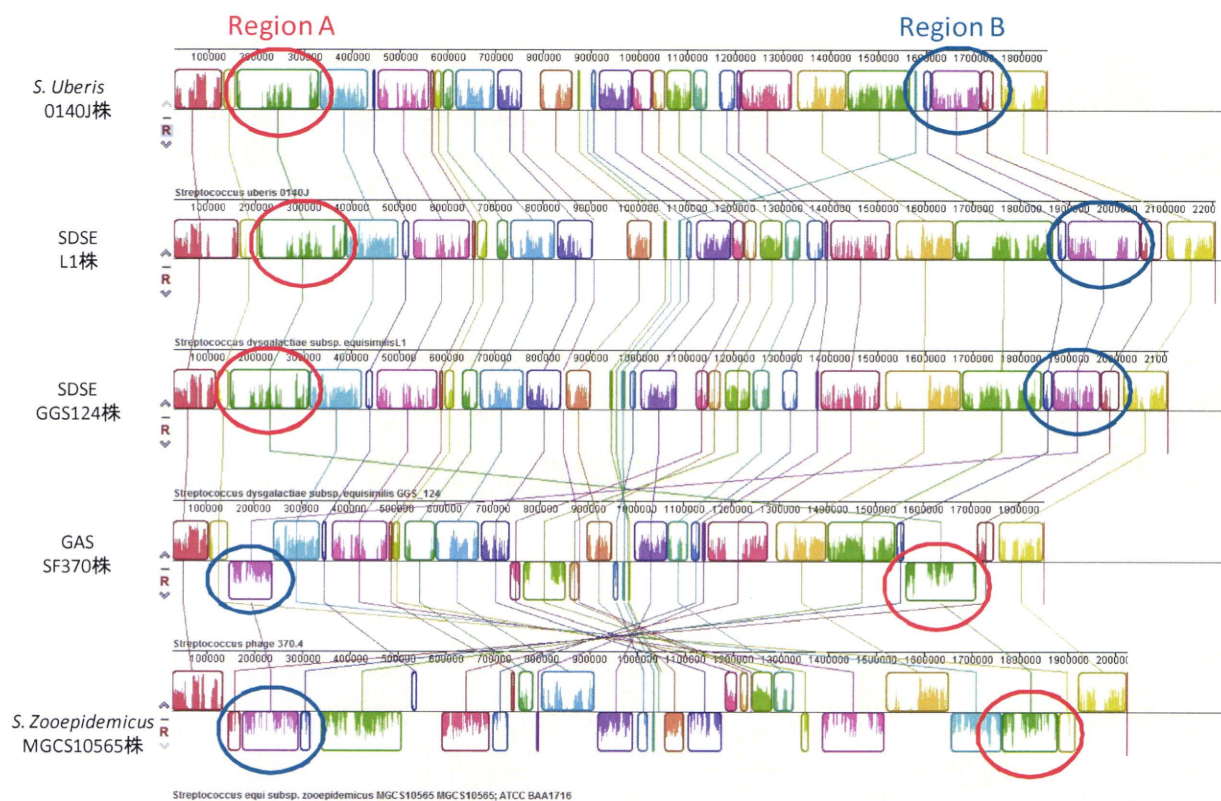 Region A
Region B
100000 200000 300000 400000 500000 600000 700000 800000 900000 1000000 1100000 1200000 1300000 1400000 1500000 1600000 1700000 1800000
S. Uberis
0140J株
R
Streptococcus uberis 0140J
100000 200000 300000 400000 500000 600000 700000 800000 900000 1000000 1100000 1200000 1300000 1400000 1500000 1600000 1700000 1800000 1900000 2000000 2100000 2200
SDSE
L1株
R
Streptococcus dysgalactiae subsp. equisimilisL1
100000 200000 300000 400000 500000 600000 700000 800000 900000 1000000 1100000 1200000 1300000 1400000 1500000 1600000 1700000 1800000 1900000 2000000 2100
SDSE
GGS124株
R
Streptococcus dysgalactiae subsp. equisimilis GGS_124
100000 200000 300000 400000 500000 600000 700000 800000 900000 1000000 1100000 1200000 1300000 1400000 1500000 1600000 1700000 1800000
GAS
SF370株
R
Streptococcus phage 370.4
100000 200000 300000 400000 500000 600000 700000 800000 900000 1000000 1100000 1200000 1300000 1400000 1500000 1600000 1700000 1800000 1900000 200000
S. Zooepidemicus
MGCS10565株
R
Streptococcus equi subsp. zooepidemicus MGCS10565 MGCS10565; ATCC BAA1716